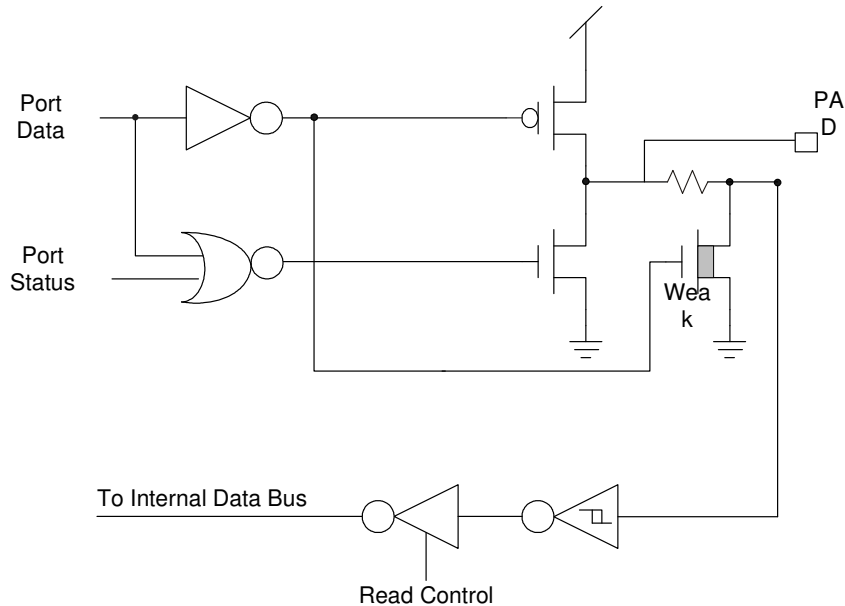 Port
Data
PA
D
Port
Status
Wea
k
To Internal Data Bus
Read Control